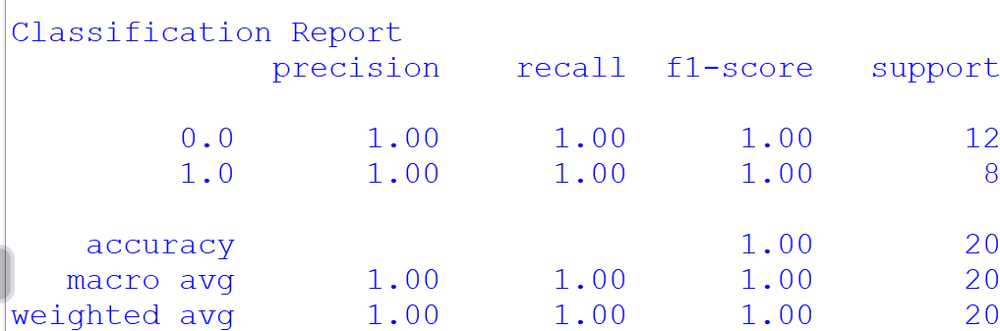 Classification Report
precision recall f1-score support
0.0 1.00 1.00 1.00 12
1.0 1.00 1.00 1.00 8
accuracy 1.00 20
macro avg 1.00 1.00 1.00 20
weighted avg 1.00 1.00 1.00 20